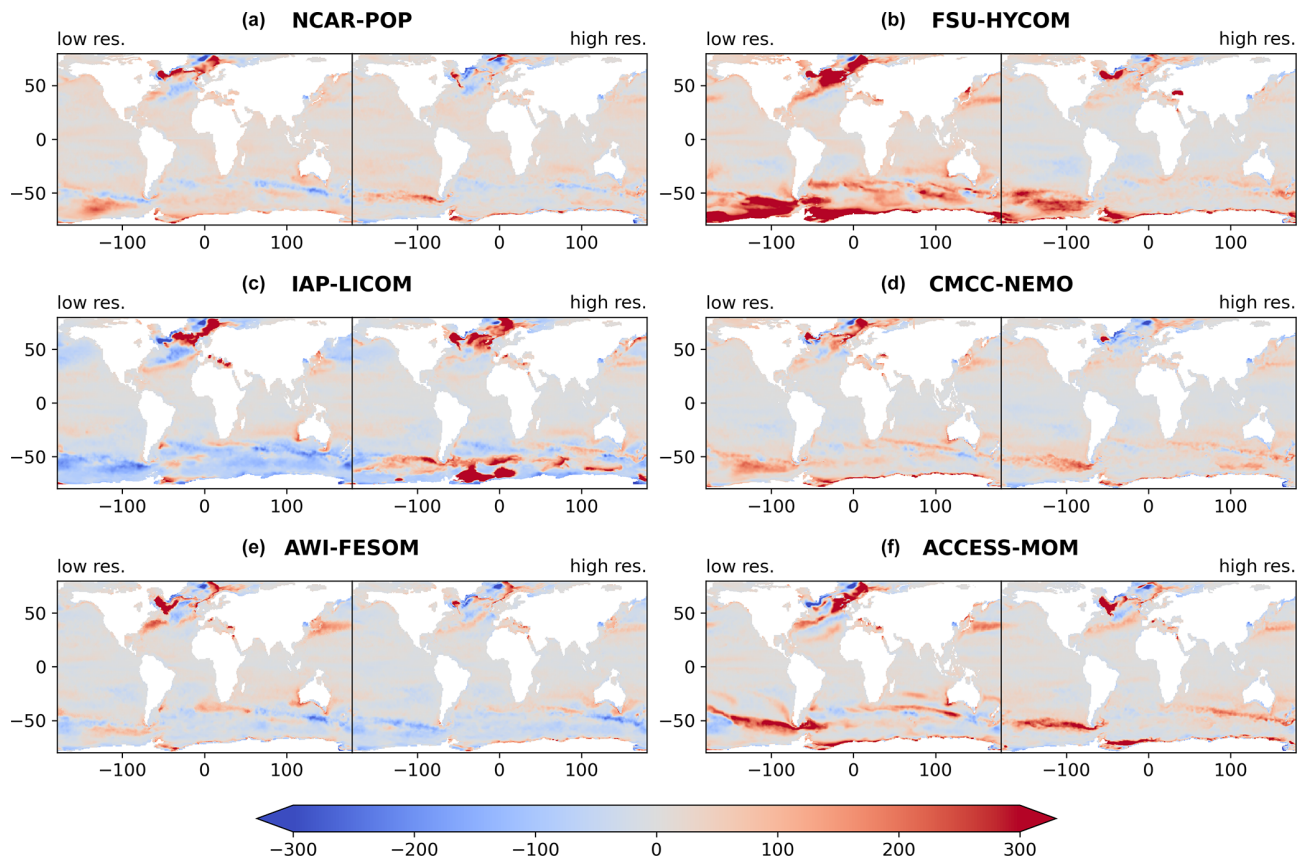 (a) NCAR-POP
low res. high res.
50
0
−50
−100 0 100 −100 0 100
(b) FSU-HYCOM
low res. high res.
50
0
−50
−100 0 100 −100 0 100
(c) IAP-LICOM
low res. high res.
50
0
−50
−100 0 100 −100 0 100
(d) CMCC-NEMO
low res. high res.
50
0
−50
−100 0 100 −100 0 100
(e) AWI-FESOM
low res. high res.
50
0
−50
−100 0 100 −100 0 100
(f) ACCESS-MOM
low res. high res.
50
0
−50
−100 0 100 −100 0 100
−300 −200 −100 0 100 200 300